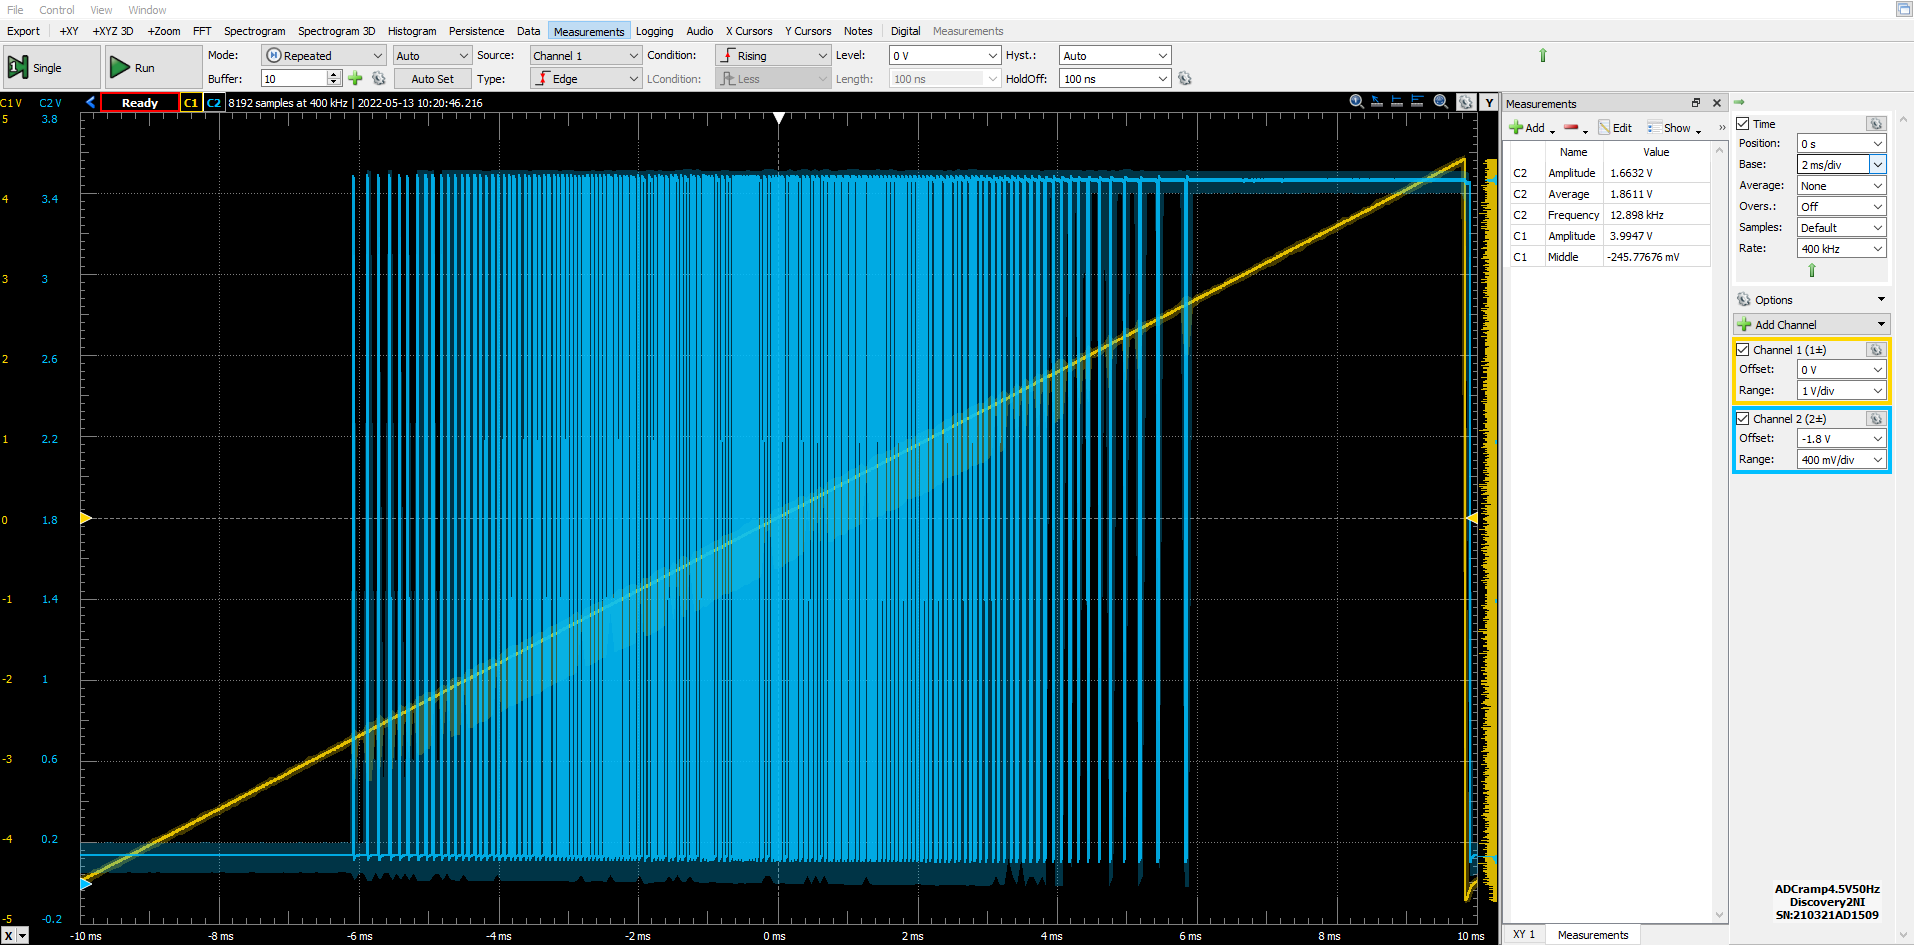 File Control View Window
Export +XY +XYZ 3D +Zoom FFT Spectrogram Spectrogram 3D Histogram Persistence Data Measurements Logging Audio X Cursors Y Cursors Notes Digital Measurements
Single Run Mode: Repeated Auto Source: Channel 1 Condition: Rising Level: 0 V Hyst.: Auto
Buffer: 10 Auto Set Type: Edge LCondition: Less Length: 100 ns HoldOff: 100 ns
C1 V C2 V Ready C1 C2 8192 samples at 400 kHz | 2022-05-13 10:20:46.216 Y
5 3.8
4 3.4
3 3
2 2.6
1 2.2
0 1.8
-1 1.4
-2 1
-3 0.6
-4 0.2
-5 -0.2
X -10 ms -8 ms -6 ms -4 ms -2 ms 0 ms 2 ms 4 ms 6 ms 8 ms 10 ms
Measurements
Add Edit Show »
Name Value
C2 Amplitude 1.6632 V
C2 Average 1.8611 V
C2 Frequency 12.898 kHz
C1 Amplitude 3.9947 V
C1 Middle -245.77676 mV
XY 1 Measurements
Time
Position: 0 s
Base: 2 ms/div
Average: None
Overs.: Off
Samples: Default
Rate: 400 kHz
Options
Add Channel
Channel 1 (1±)
Offset: 0 V
Range: 1 V/div
Channel 2 (2±)
Offset: -1.8 V
Range: 400 mV/div
ADCramp4.5V50Hz
Discovery2NI
SN:210321AD1509